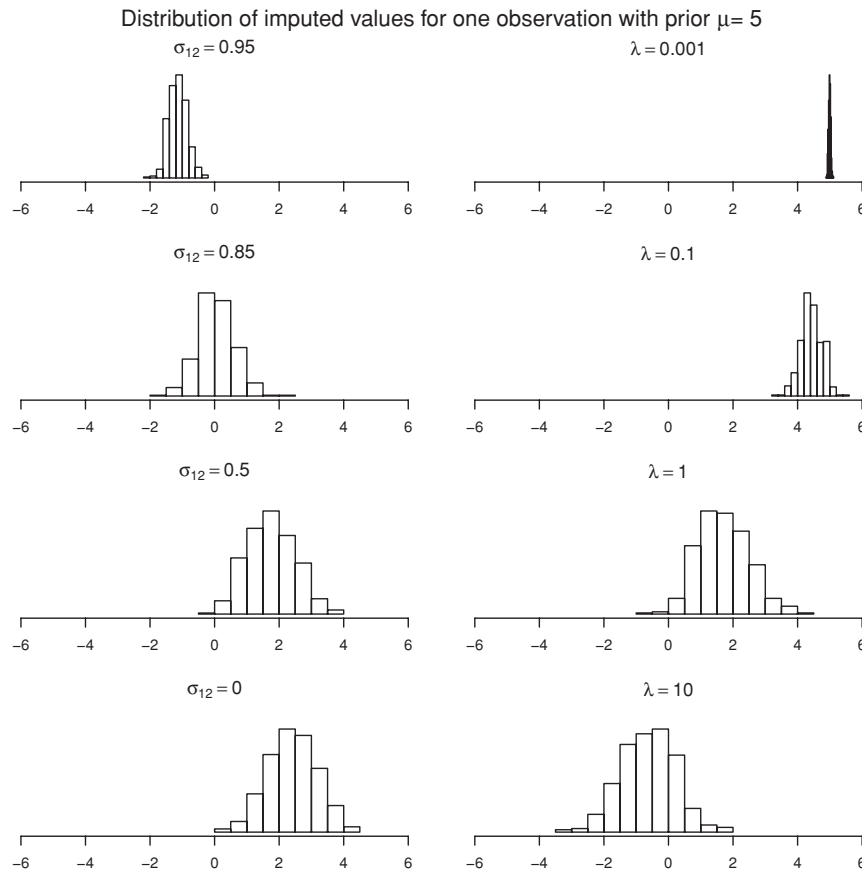 Distribution of imputed values for one observation with prior μ= 5
σ₁₂ = 0.95
−6 −4 −2 0 2 4 6
λ = 0.001
−6 −4 −2 0 2 4 6
σ₁₂ = 0.85
−6 −4 −2 0 2 4 6
λ = 0.1
−6 −4 −2 0 2 4 6
σ₁₂ = 0.5
−6 −4 −2 0 2 4 6
λ = 1
−6 −4 −2 0 2 4 6
σ₁₂ = 0
−6 −4 −2 0 2 4 6
λ = 10
−6 −4 −2 0 2 4 6